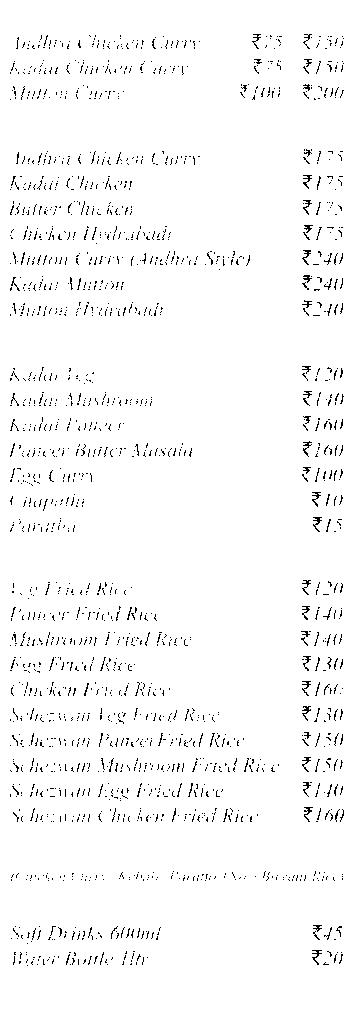 Andhra Chicken Curry ₹75 ₹150
Kadai Chicken Curry ₹75 ₹150
Mutton Curry ₹100 ₹200
Andhra Chicken Curry ₹175
Kadai Chicken ₹175
Butter Chicken ₹175
Chicken Hydrabadi ₹175
Mutton Curry (Andhra Style) ₹240
Kadai Mutton ₹240
Mutton Hydrabadi ₹240
Kadai Veg ₹120
Kadai Mushroom ₹140
Kadai Paneer ₹160
Paneer Butter Masala ₹160
Egg Curry ₹100
Chapathi ₹10
Paratha ₹15
Veg Fried Rice ₹120
Paneer Fried Rice ₹140
Mushroom Fried Rice ₹140
Egg Fried Rice ₹130
Chicken Fried Rice ₹160
Schezwan Veg Fried Rice ₹130
Schezwan Paneer Fried Rice ₹150
Schezwan Mushroom Fried Rice ₹150
Schezwan Egg Fried Rice ₹140
Schezwan Chicken Fried Rice ₹160
(Chicken Curry, Kebab, Biryani Rice
Soft Drinks 600ml ₹45
Water Bottle 1ltr ₹20